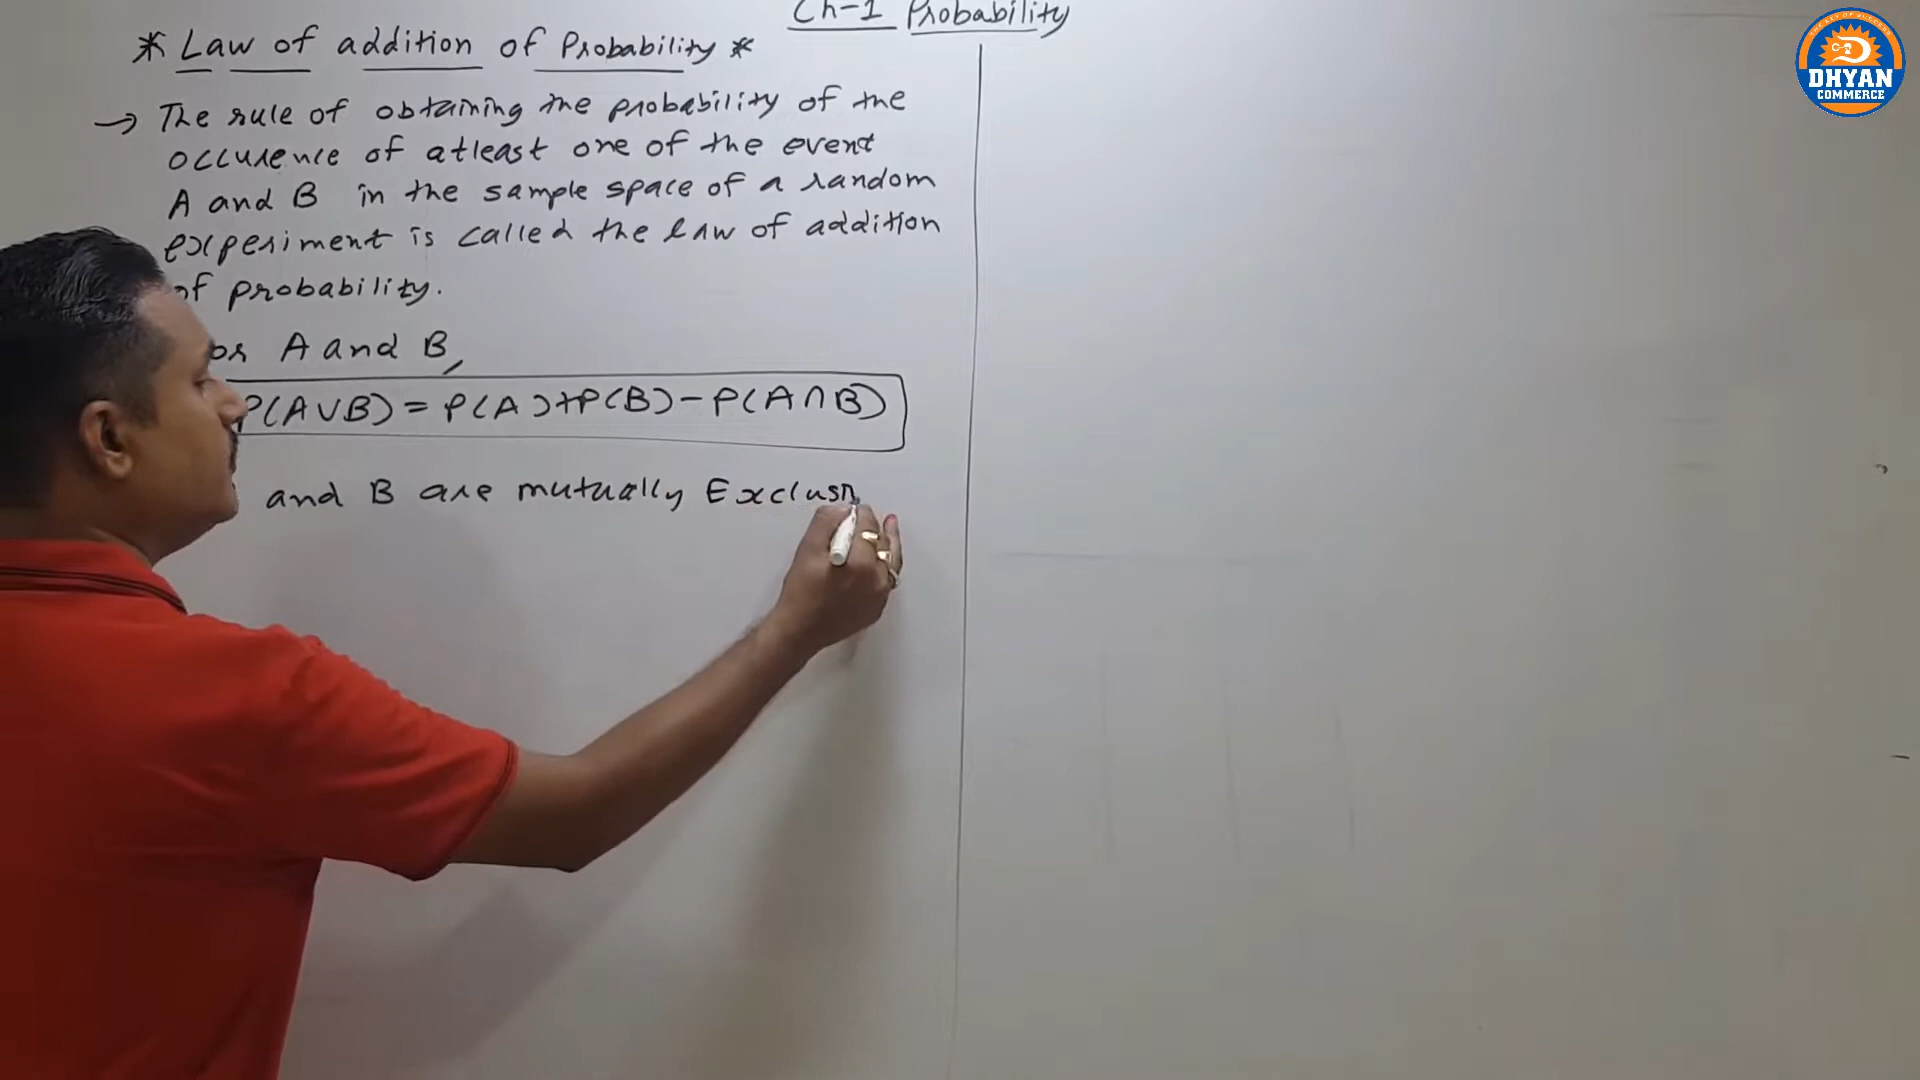 Ch-1 Probability
* Law of addition of Probability *
→ The rule of obtaining the probability of the
occurence of atleast one of the event
A and B in the sample space of a random
experiment is called the law of addition
of probability.
A and B,
P(A∪B) = P(A)+P(B)-P(A∩B)
and B are mutually Exclusi
DHYAN
COMMERCE